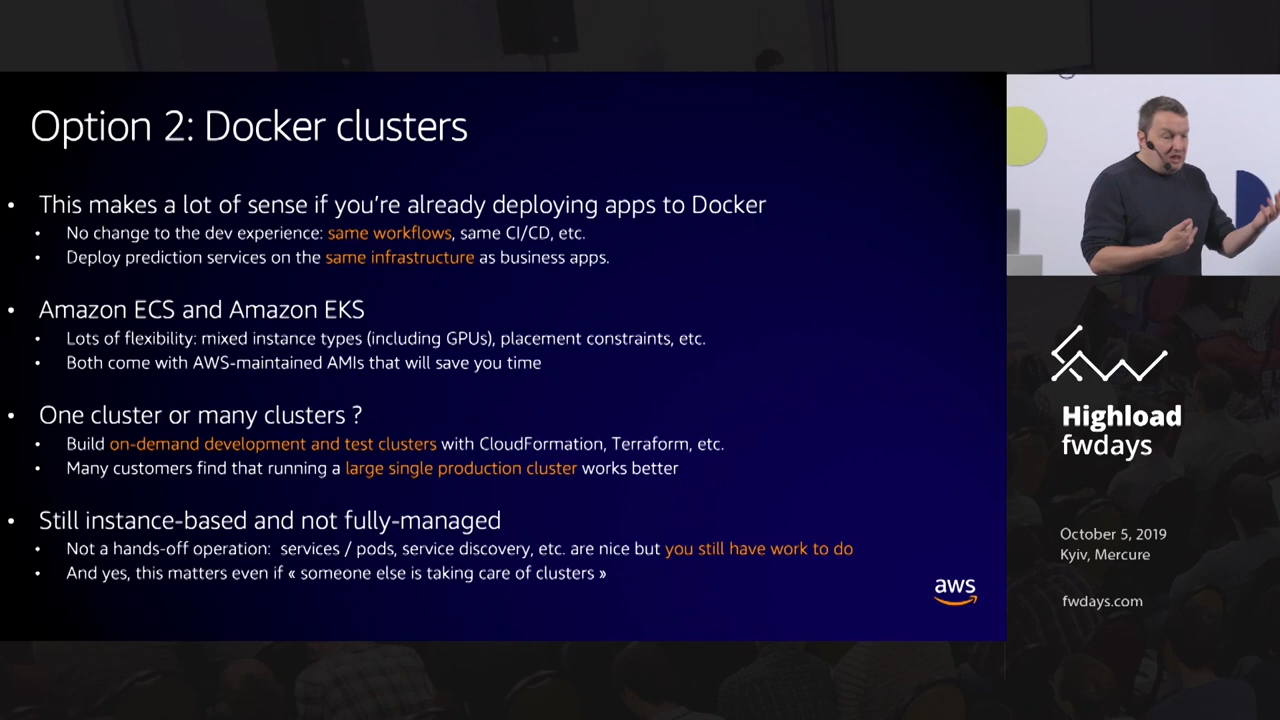 Option 2: Docker clusters
• This makes a lot of sense if you’re already deploying apps to Docker
• No change to the dev experience: same workflows, same CI/CD, etc.
• Deploy prediction services on the same infrastructure as business apps.
• Amazon ECS and Amazon EKS
• Lots of flexibility: mixed instance types (including GPUs), placement constraints, etc.
• Both come with AWS-maintained AMIs that will save you time
• One cluster or many clusters ?
• Build on-demand development and test clusters with CloudFormation, Terraform, etc.
• Many customers find that running a large single production cluster works better
• Still instance-based and not fully-managed
• Not a hands-off operation: services / pods, service discovery, etc. are nice but you still have work to do
• And yes, this matters even if « someone else is taking care of clusters »
aws
Highload
fwdays
October 5, 2019
Kyiv, Mercure
fwdays.com